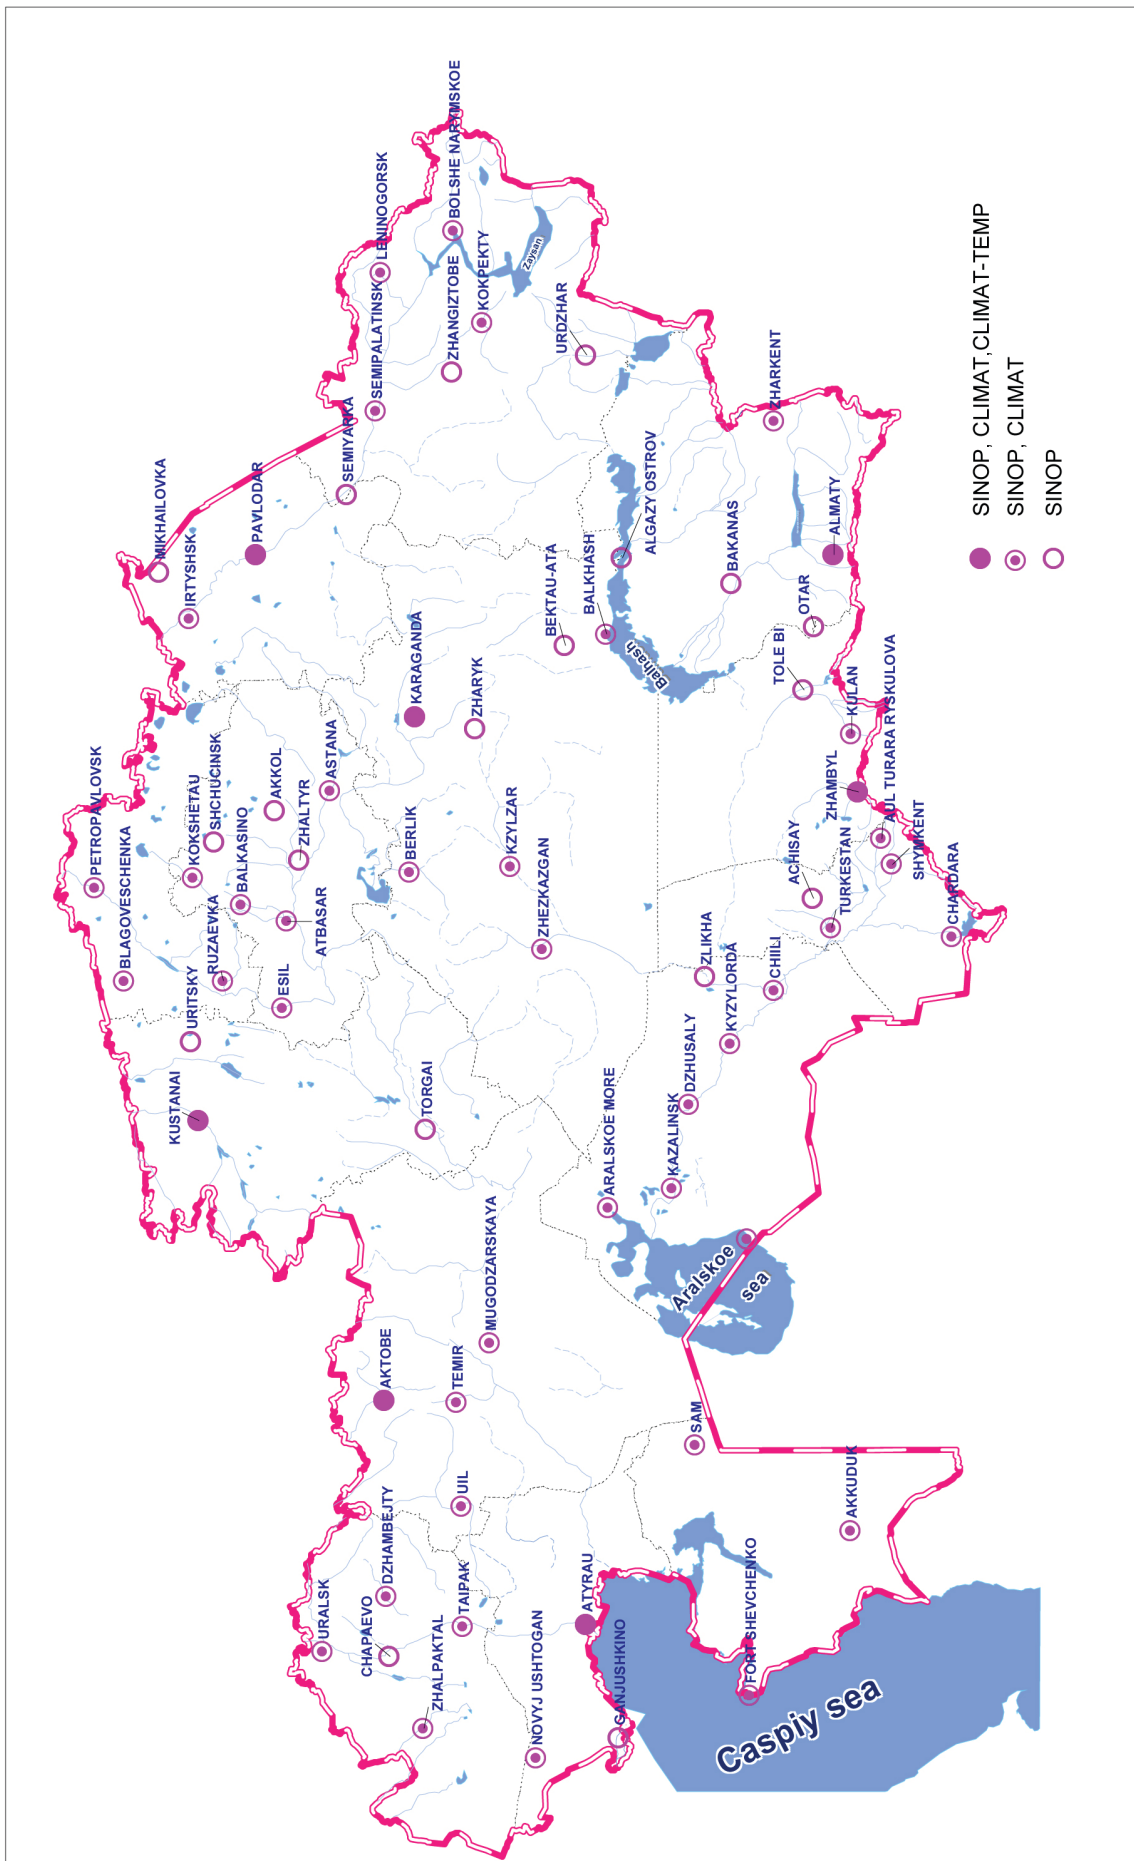 PETROPAVLOVSK
BLAGOVESCHENKA
MIKHAILOVKA
IRTYSHSK
PAVLODAR
URITSKY
RUZAEVKA
KOKSHETAU
SHCHUCINSK
BALKASINO
AKKOL
ZHALTYR
ATBASAR
ESIL
ASTANA
KUSTANAI
SEMIYARKA
SEMIPALATINSK
LENINOGORSK
BOLSHE NARYMSKOE
ZHANGIZTOBE
KOKPEKTY
Zaysan
URDZHAR
KARAGANDA
ZHARYK
BERLIK
KZYLZAR
ZHEZKAZGAN
TORGAI
BEKTAU-ATA
BALKHASH
Balhash
ALGAZY OSTROV
BAKANAS
ZHARKENT
ALMATY
OTAR
TOLE BI
KULAN
ZHAMBYL
AUL TURARA RYSKULOVA
SHYMKENT
ACHISAY
TURKESTAN
CHARDARA
ZLIKHA
CHIILI
KYZYLORDA
DZHUSALY
KAZALINSK
ARALSKOE MORE
Aralskoe
sea
MUGODZARSKAYA
AKTOBE
TEMIR
UIL
URALSK
CHAPAEVO
DZHAMBEJTY
ZHALPAKTAL
TAIPAK
NOVYJ USHTOGAN
ATYRAU
GANJUSHKINO
SAM
AKKUDUK
FORT SHEVCHENKO
Caspiy sea
SINOP, CLIMAT,CLIMAT-TEMP
SINOP, CLIMAT
SINOP